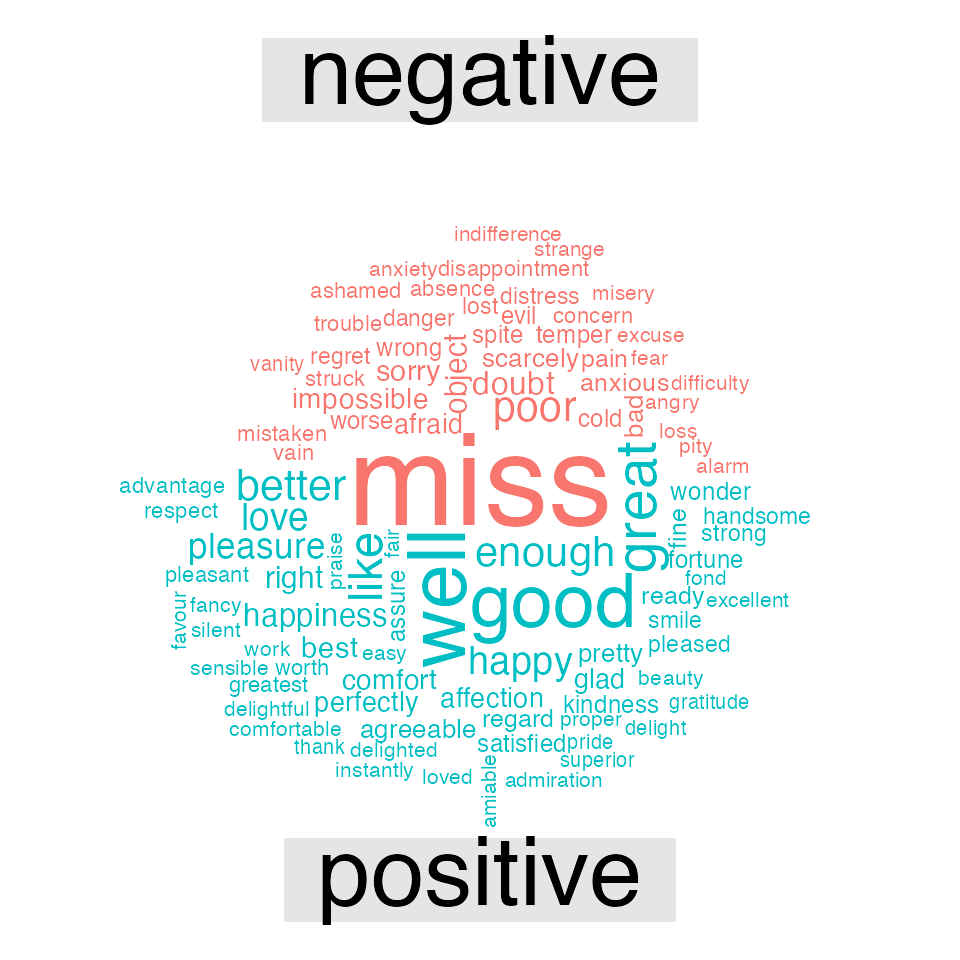 negative
indifference
strange
anxiety disappointment
ashamed absence
lost distress misery
trouble danger evil concern
spite temper excuse
vanity regret wrong object scarcely pain fear
struck sorry doubt anxious difficulty
impossible poor cold bad angry
worse afraid
mistaken loss
vain pity
alarm
miss
advantage better great wonder
respect love fine handsome
strong
pleasure praise like fair well enough fortune
pleasant right fond
favour fancy happiness assure good ready excellent
silent smile
work best easy happy pretty pleased
sensible worth
greatest comfort glad beauty
delightful perfectly affection kindness gratitude
comfortable agreeable regard proper delight
thank delighted satisfied pride
superior
instantly loved amiable admiration
positive